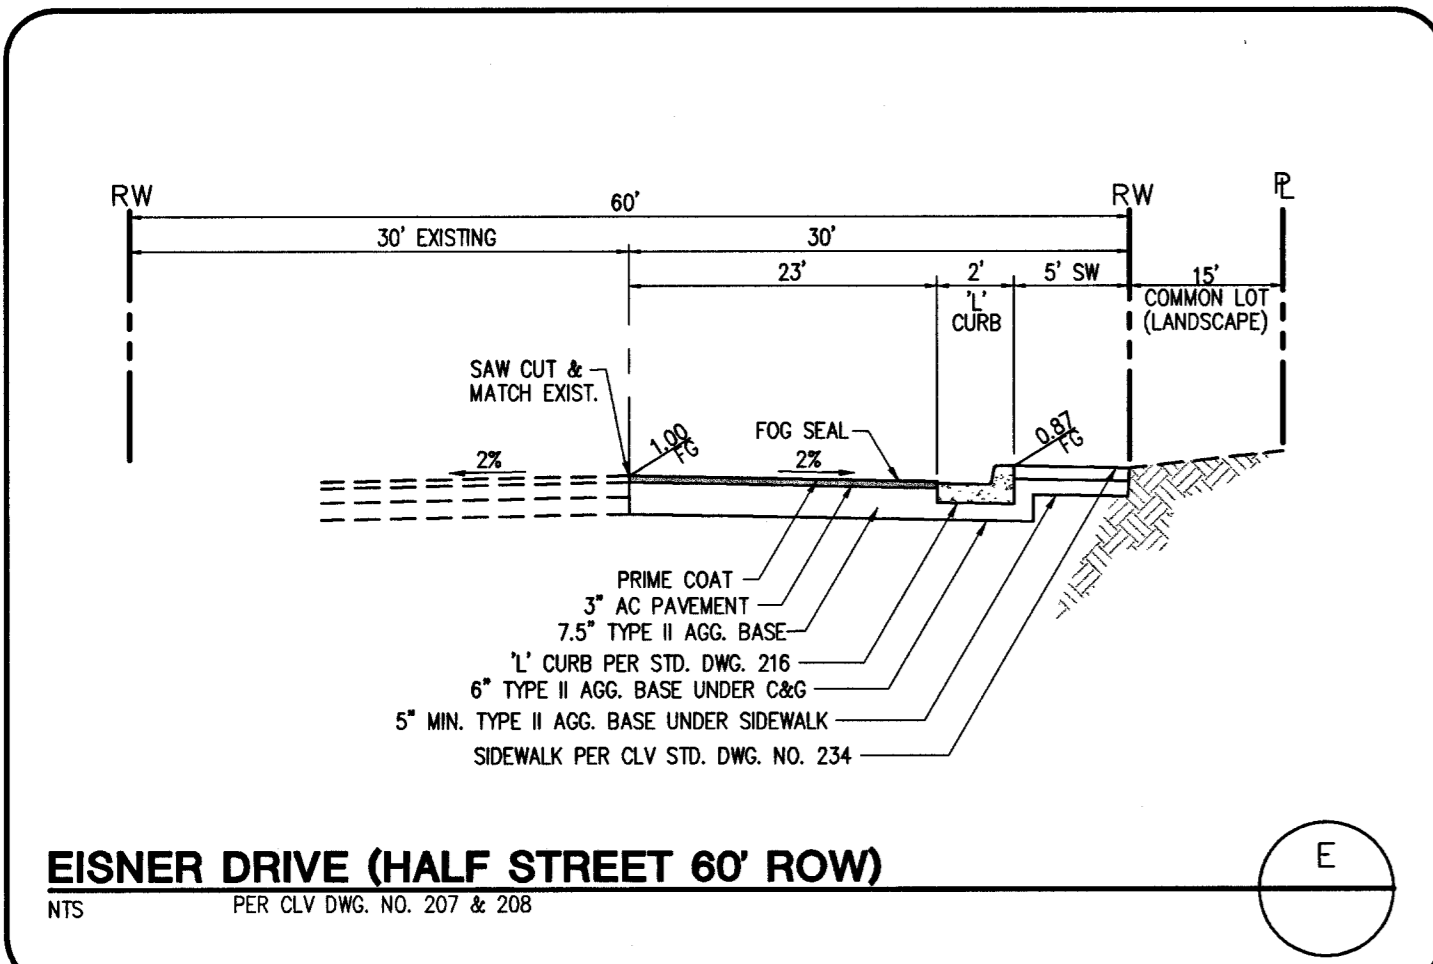 RW
60'
RW
PL
30' EXISTING
30'
23'
2'
5' SW
15'
'L'
CURB
COMMON LOT
(LANDSCAPE)
SAW CUT &
MATCH EXIST.
1.00
FG
FOG SEAL
0.87
FG
2%
2%
PRIME COAT
3" AC PAVEMENT
7.5" TYPE II AGG. BASE
'L' CURB PER STD. DWG. 216
6" TYPE II AGG. BASE UNDER C&G
5" MIN. TYPE II AGG. BASE UNDER SIDEWALK
SIDEWALK PER CLV STD. DWG. NO. 234
EISNER DRIVE (HALF STREET 60' ROW)
E
NTS
PER CLV DWG. NO. 207 & 208